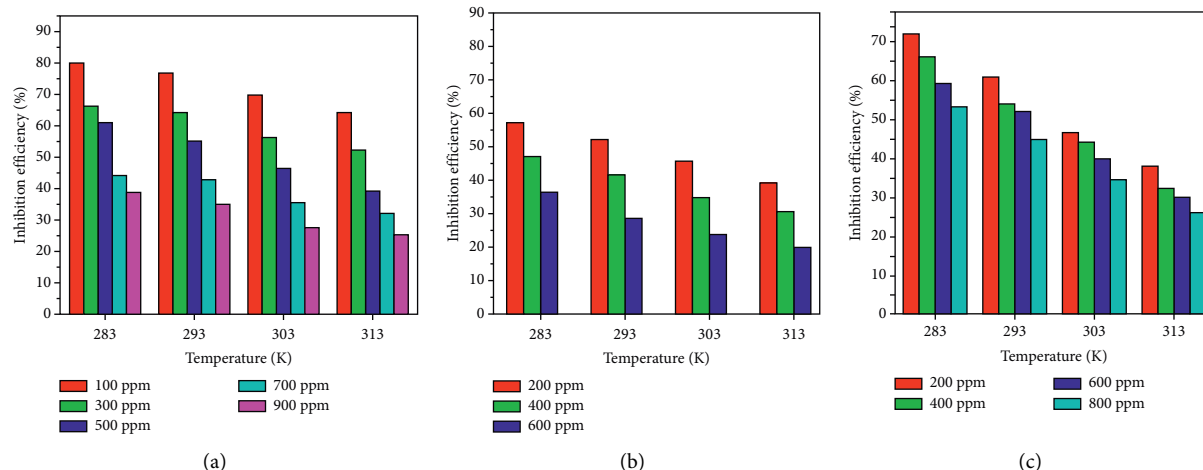 90
80
70
60
50
40
30
20
10
0
Inhibition efficiency (%)
283 293 303 313
Temperature (K)
100 ppm 700 ppm
300 ppm 900 ppm
500 ppm
(a)
90
80
70
60
50
40
30
20
10
0
Inhibition efficiency (%)
283 293 303 313
Temperature (K)
200 ppm
400 ppm
600 ppm
(b)
70
60
50
40
30
20
10
0
Inhibition efficiency (%)
283 293 303 313
Temperature (K)
200 ppm 600 ppm
400 ppm 800 ppm
(c)